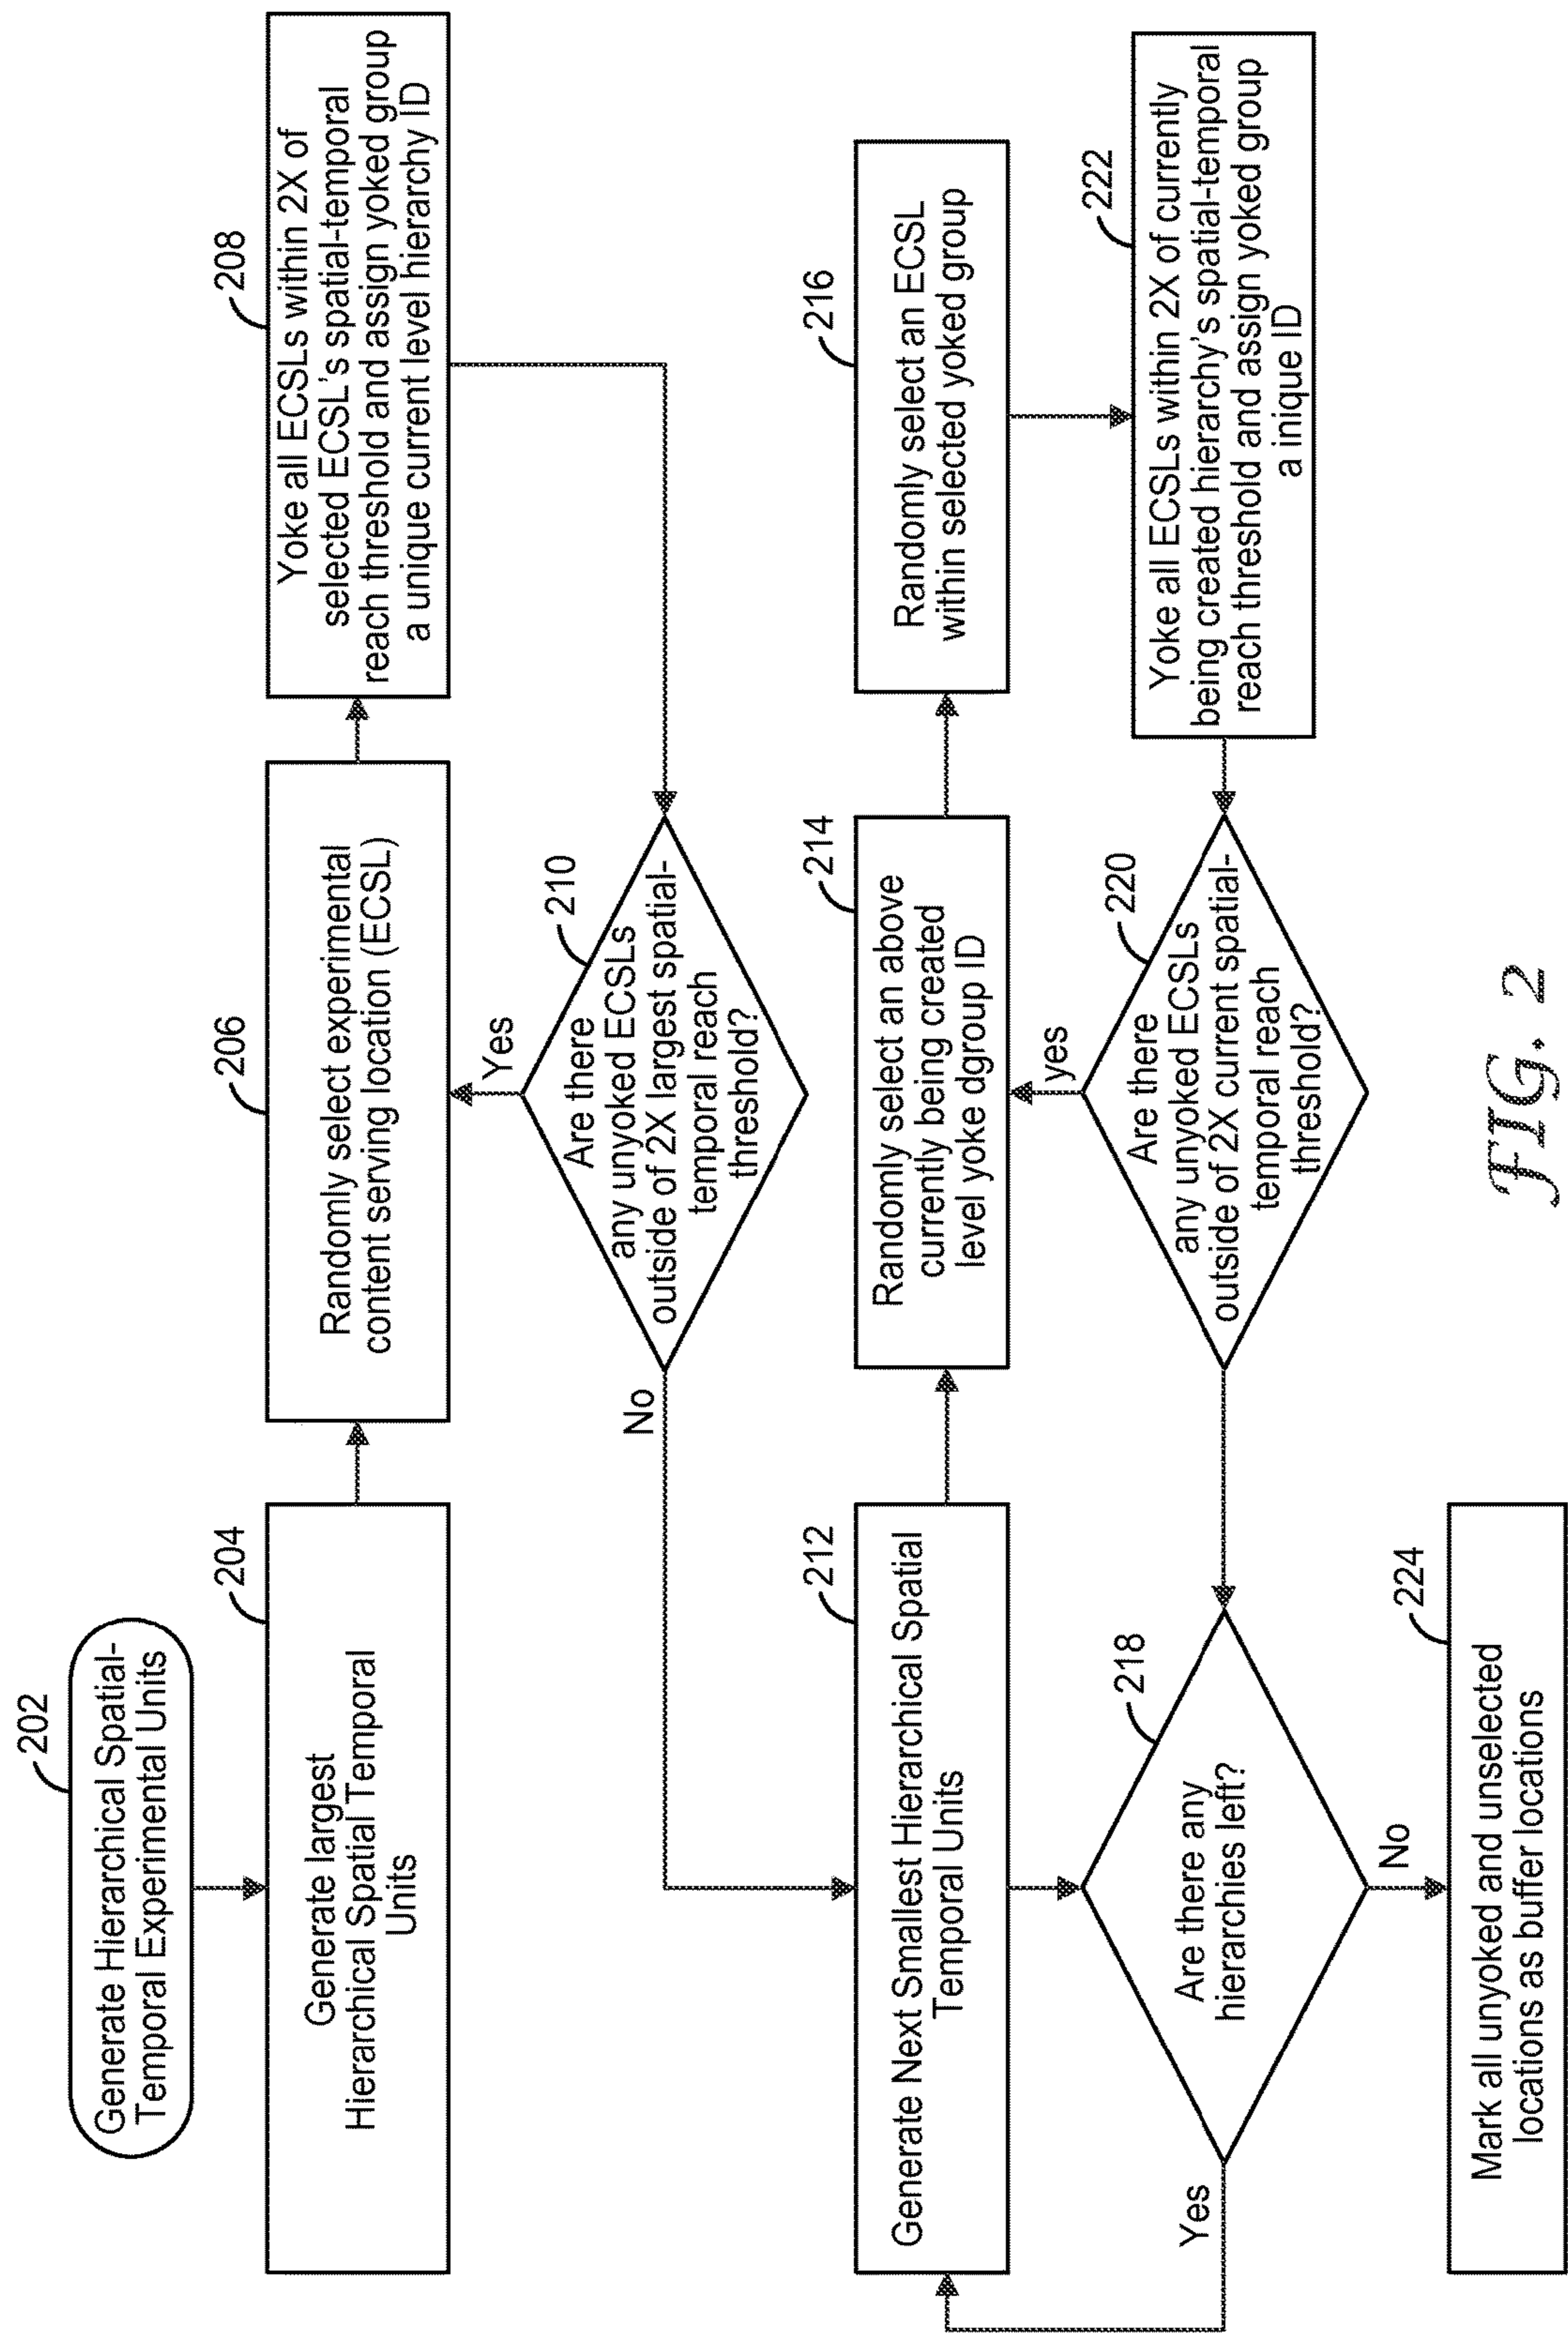 202
Generate Hierarchical Spatial-
Temporal Experimental Units
204
Generate largest
Hierarchical Spatial Temporal
Units
206
Randomly select experimental
content serving location (ECSL)
208
Yoke all ECSLs within 2X of
selected ECSL's spatial-temporal
reach threshold and assign yoked group
a unique current level hierarchy ID
210
Are there
any unyoked ECSLs
outside of 2X largest spatial-
temporal reach
threshold?
Yes
No
212
Generate Next Smallest Hierarchical Spatial
Temporal Units
214
Randomly select an above
currently being created
level yoke dgroup ID
216
Randomly select an ECSL
within selected yoked group
218
Are there any
hierarchies left?
Yes
No
220
Are there
any unyoked ECSLs
outside of 2X current spatial-
temporal reach
threshold?
yes
222
Yoke all ECSLs within 2X of currently
being created hierarchy's spatial-temporal
reach threshold and assign yoked group
a inique ID
224
Mark all unyoked and unselected
locations as buffer locations
FIG. 2